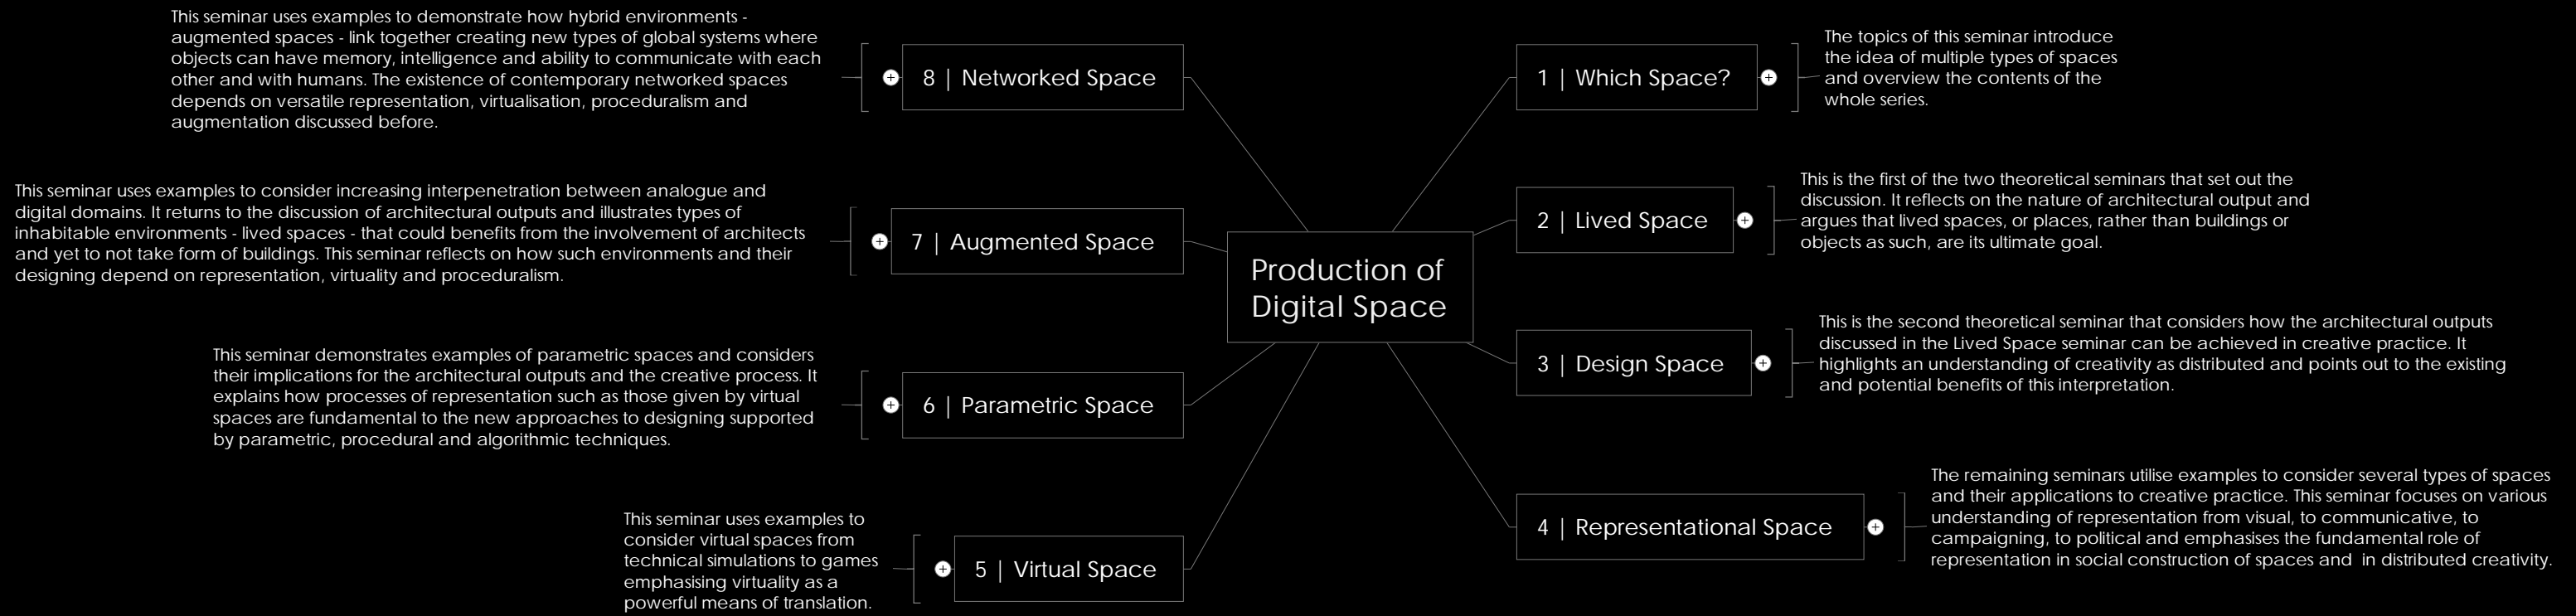 Production of
Digital Space
1 | Which Space?
The topics of this seminar introduce
the idea of multiple types of spaces
and overview the contents of the
whole series.
2 | Lived Space
This is the first of the two theoretical seminars that set out the
discussion. It reflects on the nature of architectural output and
argues that lived spaces, or places, rather than buildings or
objects as such, are its ultimate goal.
3 | Design Space
This is the second theoretical seminar that considers how the architectural outputs
discussed in the Lived Space seminar can be achieved in creative practice. It
highlights an understanding of creativity as distributed and points out to the existing
and potential benefits of this interpretation.
4 | Representational Space
The remaining seminars utilise examples to consider several types of spaces
and their applications to creative practice. This seminar focuses on various
understanding of representation from visual, to communicative, to
campaigning, to political and emphasises the fundamental role of
representation in social construction of spaces and  in distributed creativity.
5 | Virtual Space
This seminar uses examples to
consider virtual spaces from
technical simulations to games
emphasising virtuality as a
powerful means of translation.
6 | Parametric Space
This seminar demonstrates examples of parametric spaces and considers
their implications for the architectural outputs and the creative process. It
explains how processes of representation such as those given by virtual
spaces are fundamental to the new approaches to designing supported
by parametric, procedural and algorithmic techniques.
7 | Augmented Space
This seminar uses examples to consider increasing interpenetration between analogue and
digital domains. It returns to the discussion of architectural outputs and illustrates types of
inhabitable environments - lived spaces - that could benefits from the involvement of architects
and yet to not take form of buildings. This seminar reflects on how such environments and their
designing depend on representation, virtuality and proceduralism.
8 | Networked Space
This seminar uses examples to demonstrate how hybrid environments -
augmented spaces - link together creating new types of global systems where
objects can have memory, intelligence and ability to communicate with each
other and with humans. The existence of contemporary networked spaces
depends on versatile representation, virtualisation, proceduralism and
augmentation discussed before.